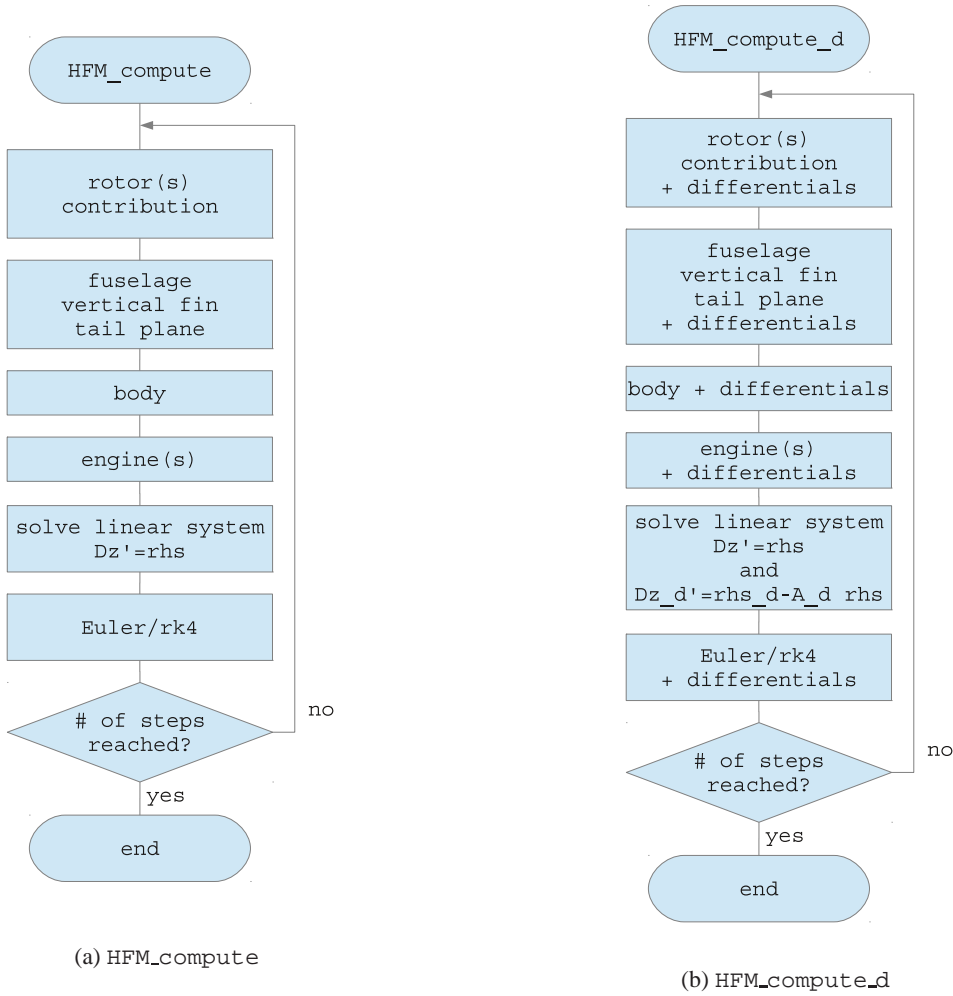 HFM_compute
rotor(s)
contribution
fuselage
vertical fin
tail plane
body
engine(s)
solve linear system
Dz'=rhs
Euler/rk4
# of steps
reached?
no
yes
end
(a) HFM_compute
HFM_compute_d
rotor(s)
contribution
+ differentials
fuselage
vertical fin
tail plane
+ differentials
body + differentials
engine(s)
+ differentials
solve linear system
Dz'=rhs
and
Dz_d'=rhs_d-A_d rhs
Euler/rk4
+ differentials
# of steps
reached?
no
yes
end
(b) HFM_compute_d